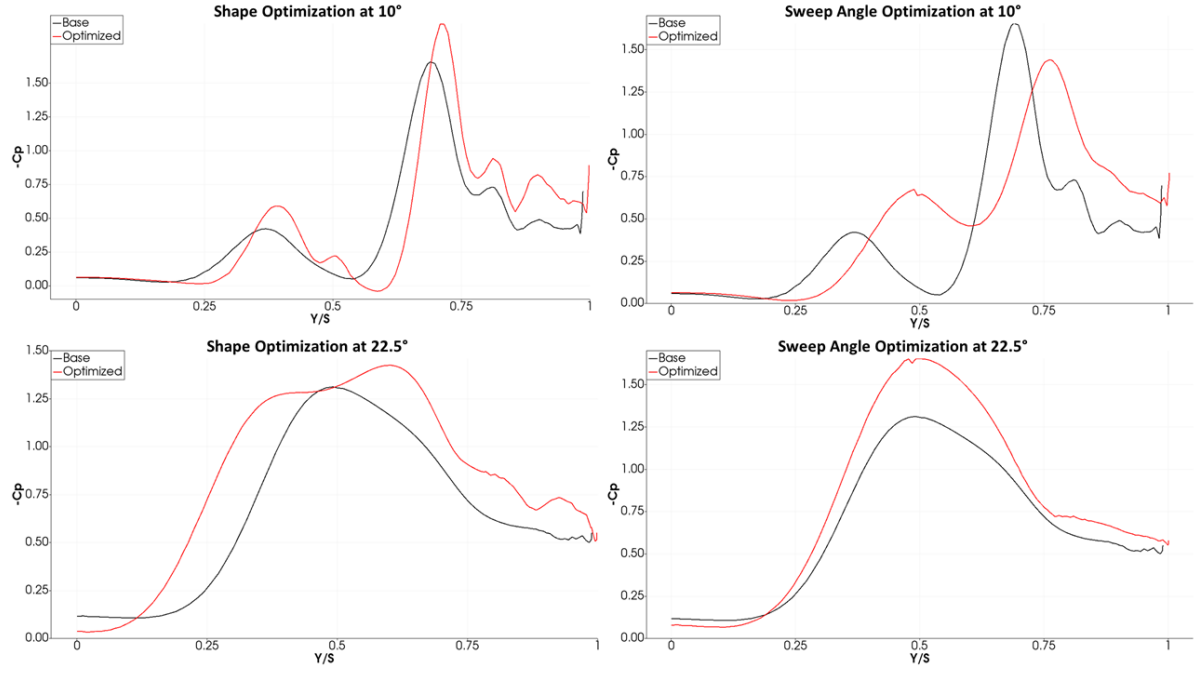 Shape Optimization at 10°
Base
Optimized
1.50
1.25
1.00
0.75
0.50
0.25
0.00
-Cp
0 0.25 0.5 0.75 1
Y/S
Sweep Angle Optimization at 10°
Base
Optimized
1.50
1.25
1.00
0.75
0.50
0.25
0.00
-Cp
0 0.25 0.5 0.75 1
Y/S
Shape Optimization at 22.5°
Base
Optimized
1.50
1.25
1.00
0.75
0.50
0.25
0.00
-Cp
0 0.25 0.5 0.75 1
Y/S
Sweep Angle Optimization at 22.5°
Base
Optimized
1.50
1.25
1.00
0.75
0.50
0.25
0.00
-Cp
0 0.25 0.5 0.75 1
Y/S